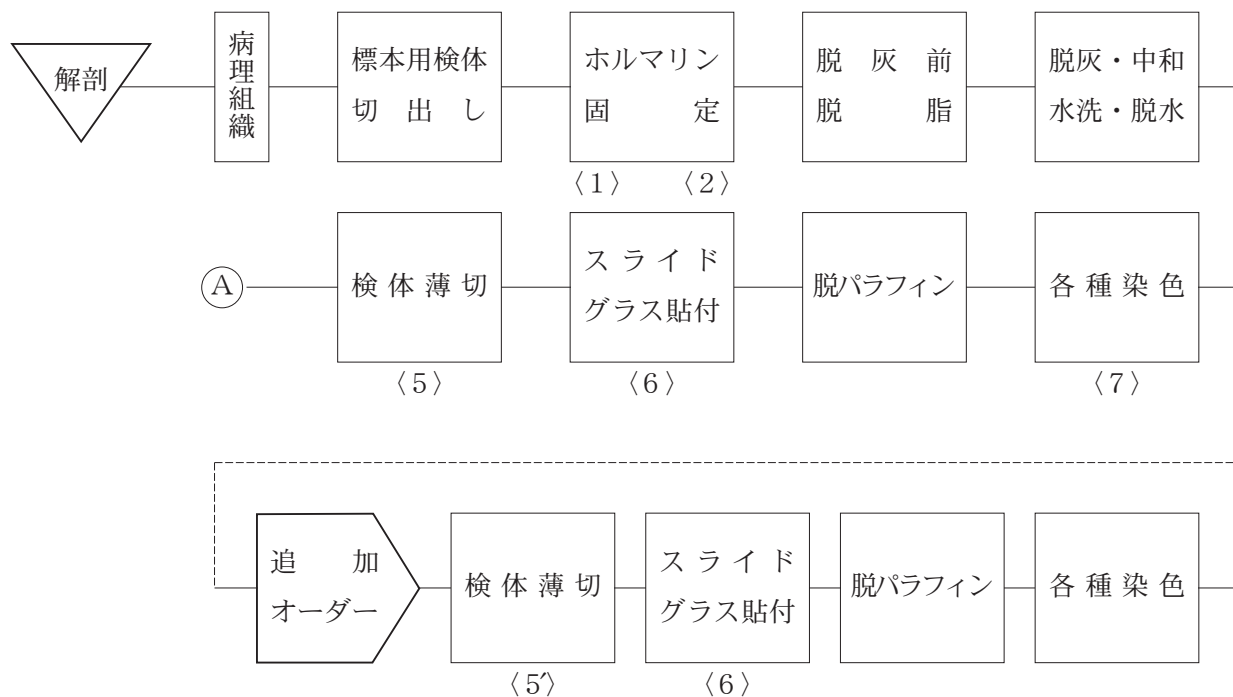 解剖
病理組織
標本用検体
切出し
ホルマリン
固定
脱灰前
脱脂
脱灰・中和
水洗・脱水
〈1〉 〈2〉
A
検体薄切
スライド
グラス貼付
脱パラフィン
各種染色
〈5〉 〈6〉 〈7〉
追加
オーダー
検体薄切
スライド
グラス貼付
脱パラフィン
各種染色
〈5'〉 〈6〉